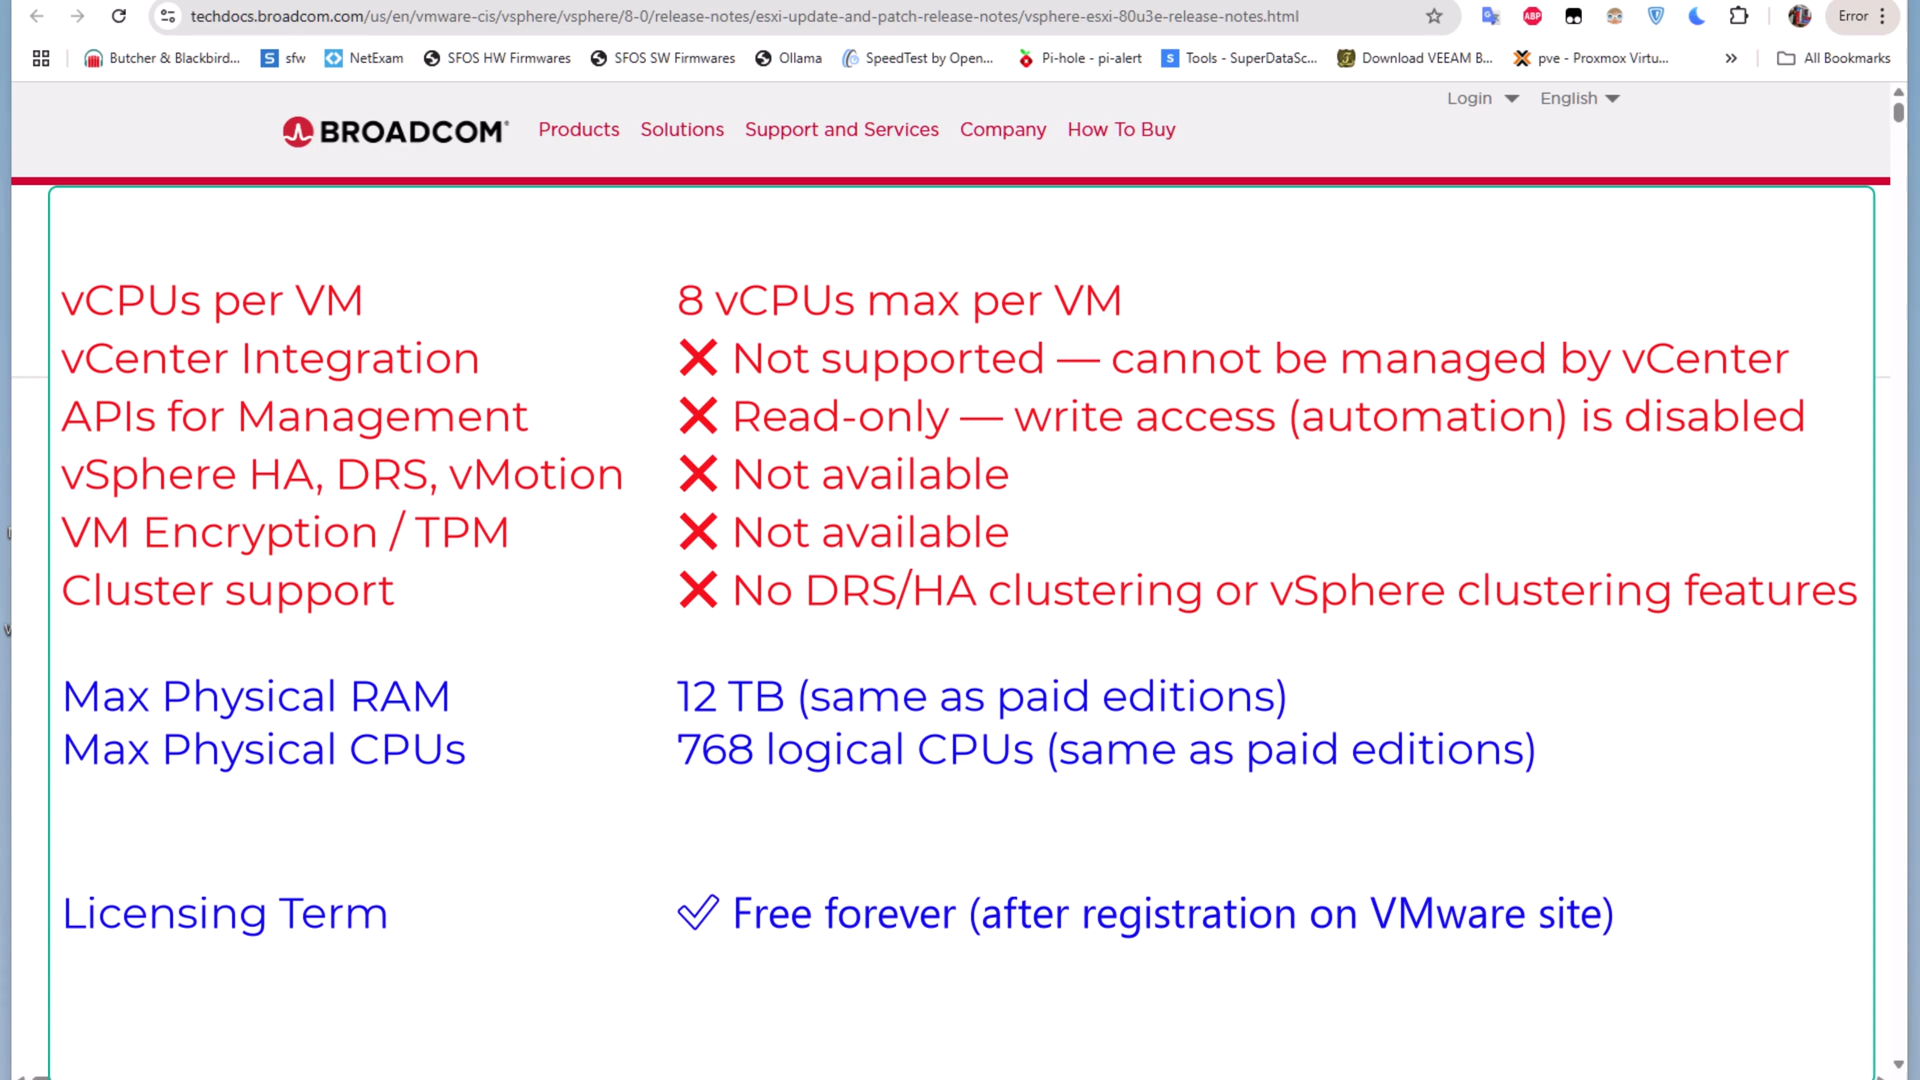 techdocs.broadcom.com/us/en/vmware-cis/vsphere/vsphere/8-0/release-notes/esxi-update-and-patch-release-notes/vsphere-esxi-80u3e-release-notes.html
ABP
Error
Butcher & Blackbird...
S sfw
NetExam
SFOS HW Firmwares
SFOS SW Firmwares
Ollama
SpeedTest by Open...
Pi-hole - pi-alert
S Tools - SuperDataSc...
Download VEEAM B...
pve - Proxmox Virtu...
All Bookmarks
Login English
BROADCOM Products Solutions Support and Services Company How To Buy
vCPUs per VM 8 vCPUs max per VM
vCenter Integration ❌ Not supported — cannot be managed by vCenter
APIs for Management ❌ Read-only — write access (automation) is disabled
vSphere HA, DRS, vMotion ❌ Not available
VM Encryption / TPM ❌ Not available
Cluster support ❌ No DRS/HA clustering or vSphere clustering features
Max Physical RAM 12 TB (same as paid editions)
Max Physical CPUs 768 logical CPUs (same as paid editions)
Licensing Term ✅ Free forever (after registration on VMware site)